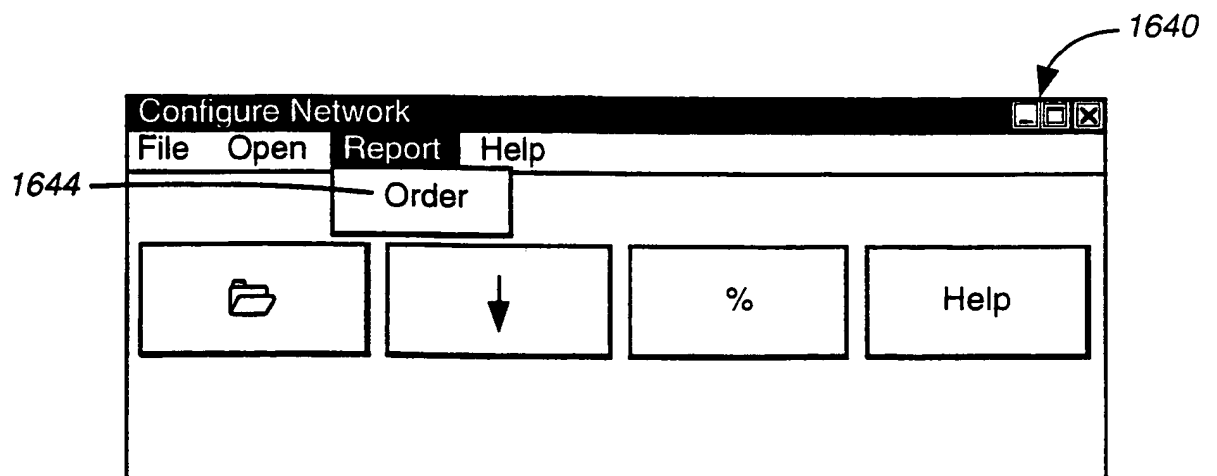 1640
Configure Network
File Open Report Help
1644 Order
% Help